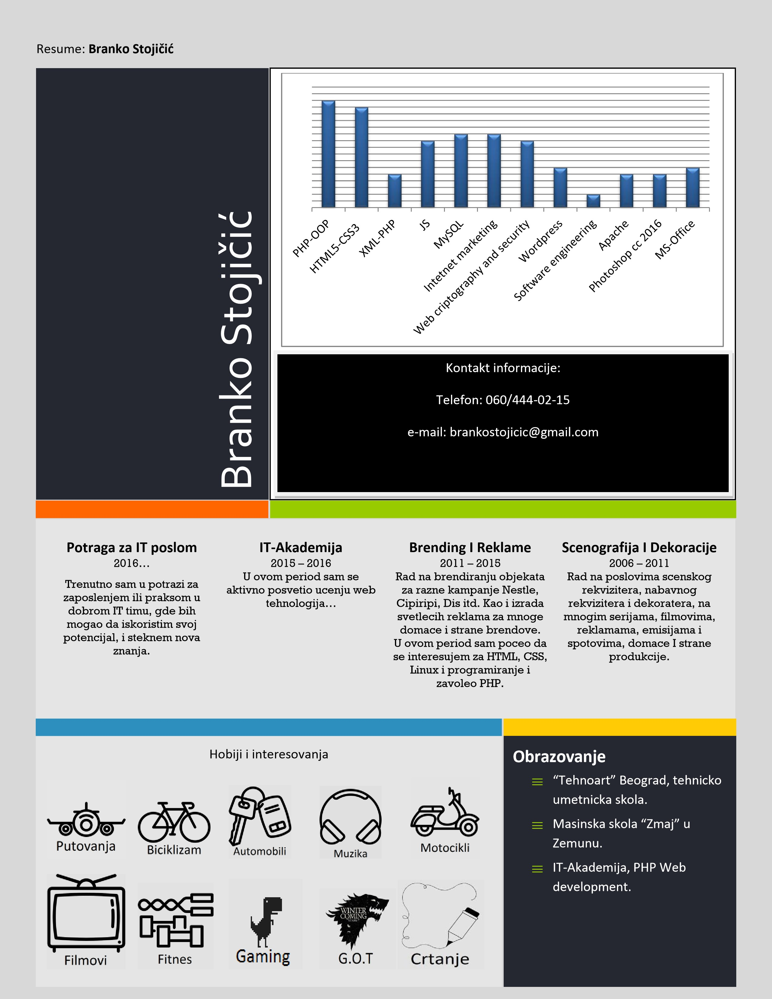 Resume: Branko Stojičić
Branko Stojičić
PHP-OOP
HTML5-CSS3
XML-PHP
JS
MySQL
Intetnet marketing
Web criptography and security
Wordpress
Software engineering
Apache
Photoshop cc 2016
MS-Office
Kontakt informacije:
Telefon: 060/444-02-15
e-mail: brankostojicic@gmail.com
Potraga za IT poslom
2016...
Trenutno sam u potrazi za
zaposlenjem ili praksom u
dobrom IT timu, gde bih
mogao da iskoristim svoj
potencijal, i steknem nova
znanja.
IT-Akademija
2015 – 2016
U ovom period sam se
aktivno posvetio ucenju web
tehnologija...
Brending I Reklame
2011 – 2015
Rad na brendiranju objekata
za razne kampanje Nestle,
Cipiripi, Dis itd. Kao i izrada
svetlecih reklama za mnoge
domace i strane brendove.
U ovom period sam poceo da
se interesujem za HTML, CSS,
Linux i programiranje i
zavoleo PHP.
Scenografija I Dekoracije
2006 – 2011
Rad na poslovima scenskog
rekvizitera, nabavnog
rekvizitera i dekoratera, na
mnogim serijama, filmovima,
reklamama, emisijama i
spotovima, domace I strane
produkcije.
Hobiji i interesovanja
Putovanja
Biciklizam
Automobili
Muzika
Motocikli
Filmovi
Fitnes
Gaming
WINTER
COMING
STARK
G.O.T
Crtanje
Obrazovanje
“Tehnoart” Beograd, tehnicko
umetnicka skola.
Masinska skola “Zmaj” u
Zemunu.
IT-Akademija, PHP Web
development.